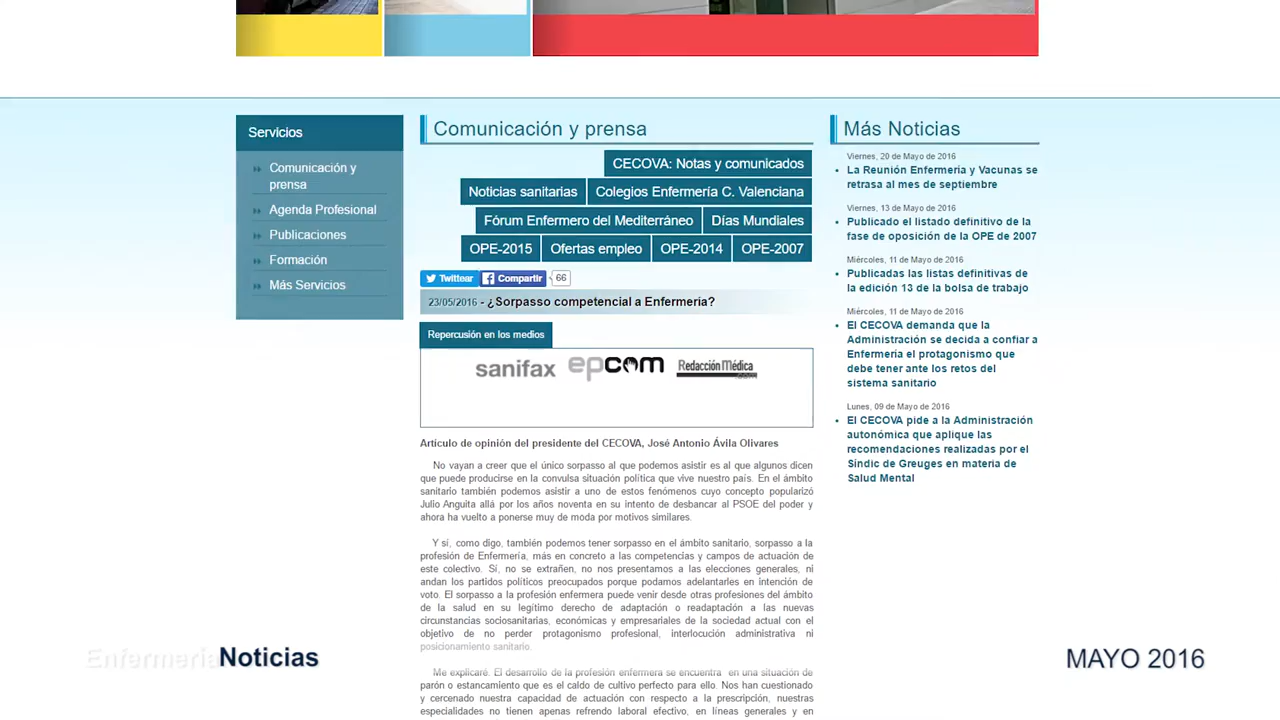 Servicios
Comunicación y
prensa
Agenda Profesional
Publicaciones
Formación
Más Servicios
Comunicación y prensa
CECOVA: Notas y comunicados
Noticias sanitarias
Colegios Enfermería C. Valenciana
Fórum Enfermero del Mediterráneo
Días Mundiales
OPE-2015
Ofertas empleo
OPE-2014
OPE-2007
Twittear
Compartir
66
23/05/2016 - ¿Sorpasso competencial a Enfermería?
Repercusión en los medios
sanifax
epcom
Redacción Médica
.com
Artículo de opinión del presidente del CECOVA, José Antonio Ávila Olivares
No vayan a creer que el único sorpasso al que podemos asistir es al que algunos dicen
que puede producirse en la convulsa situación política que vive nuestro país. En el ámbito
sanitario también podemos asistir a uno de estos fenómenos cuyo concepto popularizó
Julio Anguita allá por los años noventa en su intento de desbancar al PSOE del poder y
ahora ha vuelto a ponerse muy de moda por motivos similares.
Y sí, como digo, también podemos tener sorpasso en el ámbito sanitario, sorpasso a la
profesión de Enfermería, más en concreto a las competencias y campos de actuación de
este colectivo. Sí, no se extrañen, no nos presentamos a las elecciones generales, ni
andan los partidos políticos preocupados porque podamos adelantarles en intención de
voto. El sorpasso a la profesión enfermera puede venir desde otras profesiones del ámbito
de la salud en su legítimo derecho de adaptación o readaptación a las nuevas
circunstancias sociosanitarias, económicas y empresariales de la sociedad actual con el
objetivo de no perder protagonismo profesional, interlocución administrativa ni
posicionamiento sanitario.
Me explicaré. El desarrollo de la profesión enfermera se encuentra en una situación de
parón o estancamiento que es el caldo de cultivo perfecto para ello. Nos han cuestionado
y cercenado nuestra capacidad de actuación con respecto a la prescripción, nuestras
especialidades no tienen apenas refrendo laboral efectivo, en líneas generales y en
Más Noticias
Viernes, 20 de Mayo de 2016
La Reunión Enfermería y Vacunas se
retrasa al mes de septiembre
Viernes, 13 de Mayo de 2016
Publicado el listado definitivo de la
fase de oposición de la OPE de 2007
Miércoles, 11 de Mayo de 2016
Publicadas las listas definitivas de
la edición 13 de la bolsa de trabajo
Miércoles, 11 de Mayo de 2016
El CECOVA demanda que la
Administración se decida a confiar a
Enfermería el protagonismo que
debe tener ante los retos del
sistema sanitario
Lunes, 09 de Mayo de 2016
El CECOVA pide a la Administración
autonómica que aplique las
recomendaciones realizadas por el
Síndic de Greuges en materia de
Salud Mental
EnfermeriaNoticias
MAYO 2016